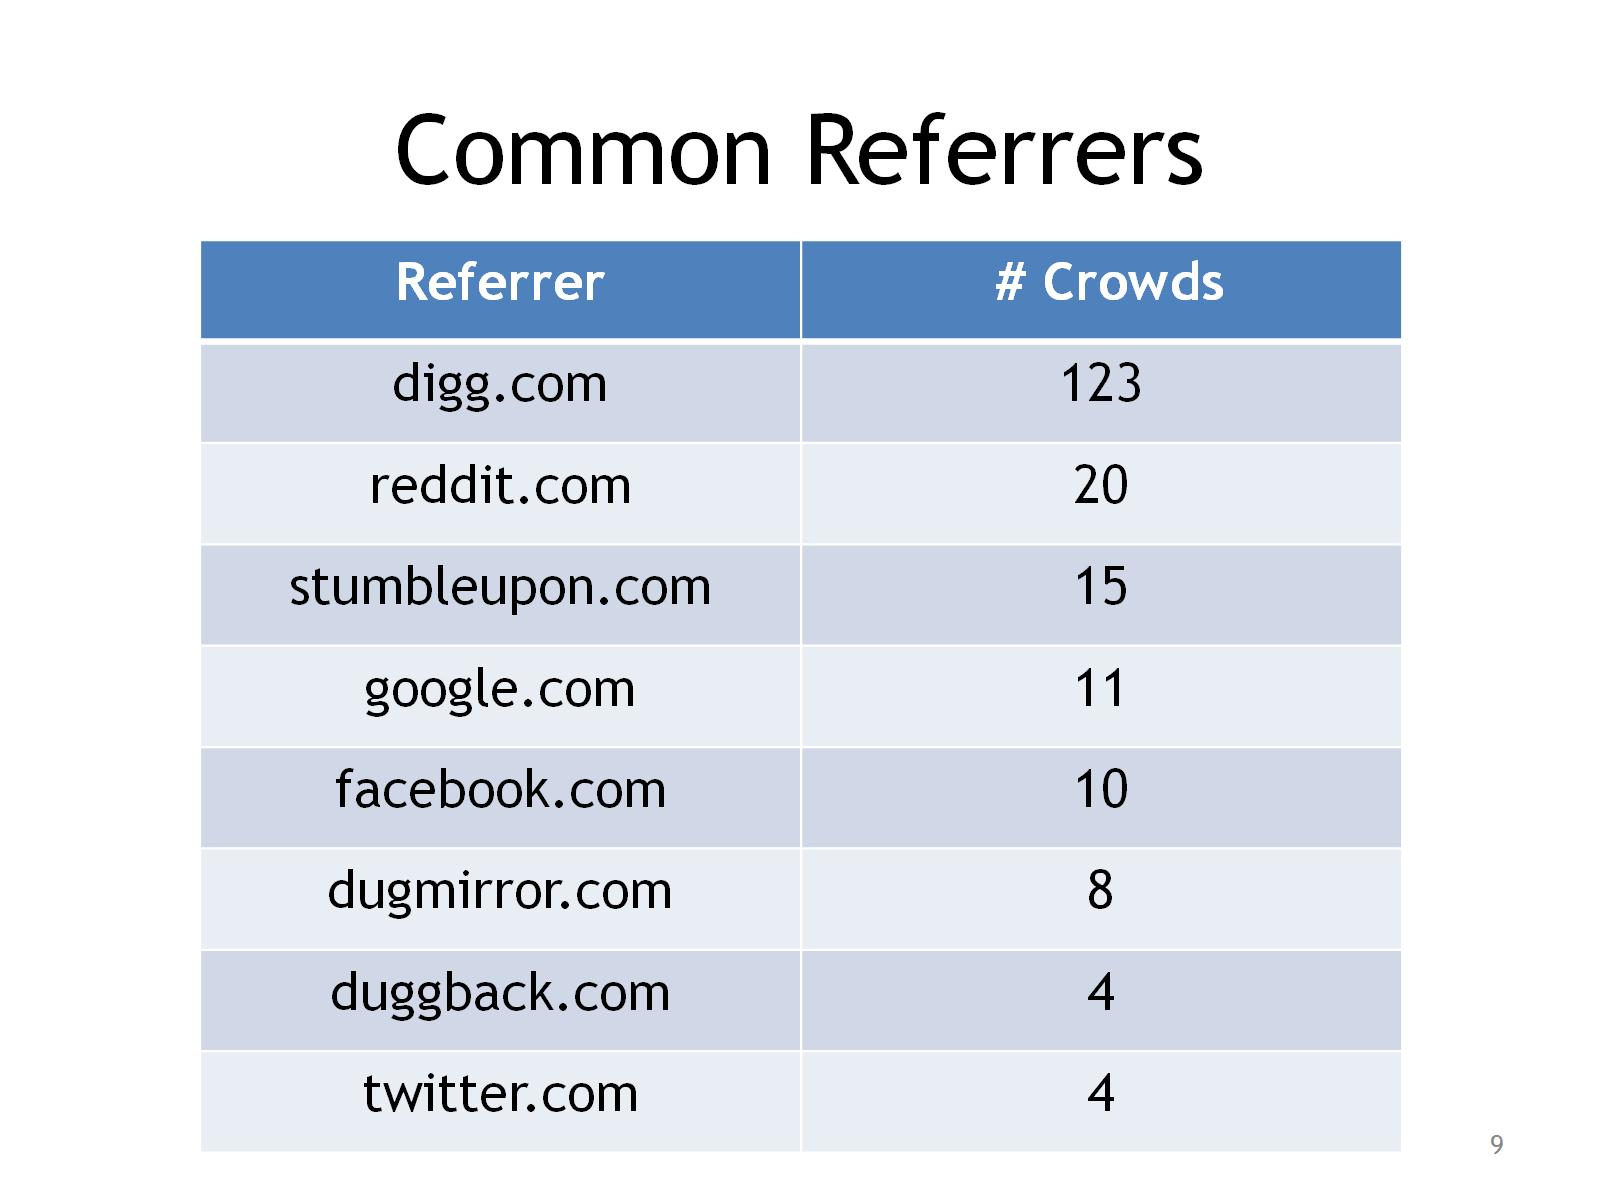 Common Referrers
Referrer # Crowds
digg.com 123
reddit.com 20
stumbleupon.com 15
google.com 11
facebook.com 10
dugmirror.com 8
duggback.com 4
twitter.com 4
9